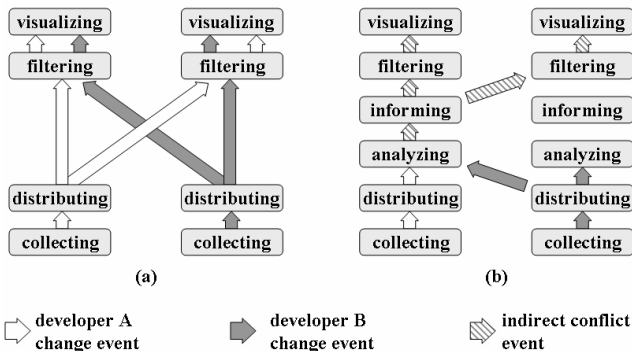 visualizing visualizing
filtering filtering
distributing distributing
collecting collecting
(a)
visualizing visualizing
filtering filtering
informing informing
analyzing analyzing
distributing distributing
collecting collecting
(b)
developer A
change event
developer B
change event
indirect conflict
event